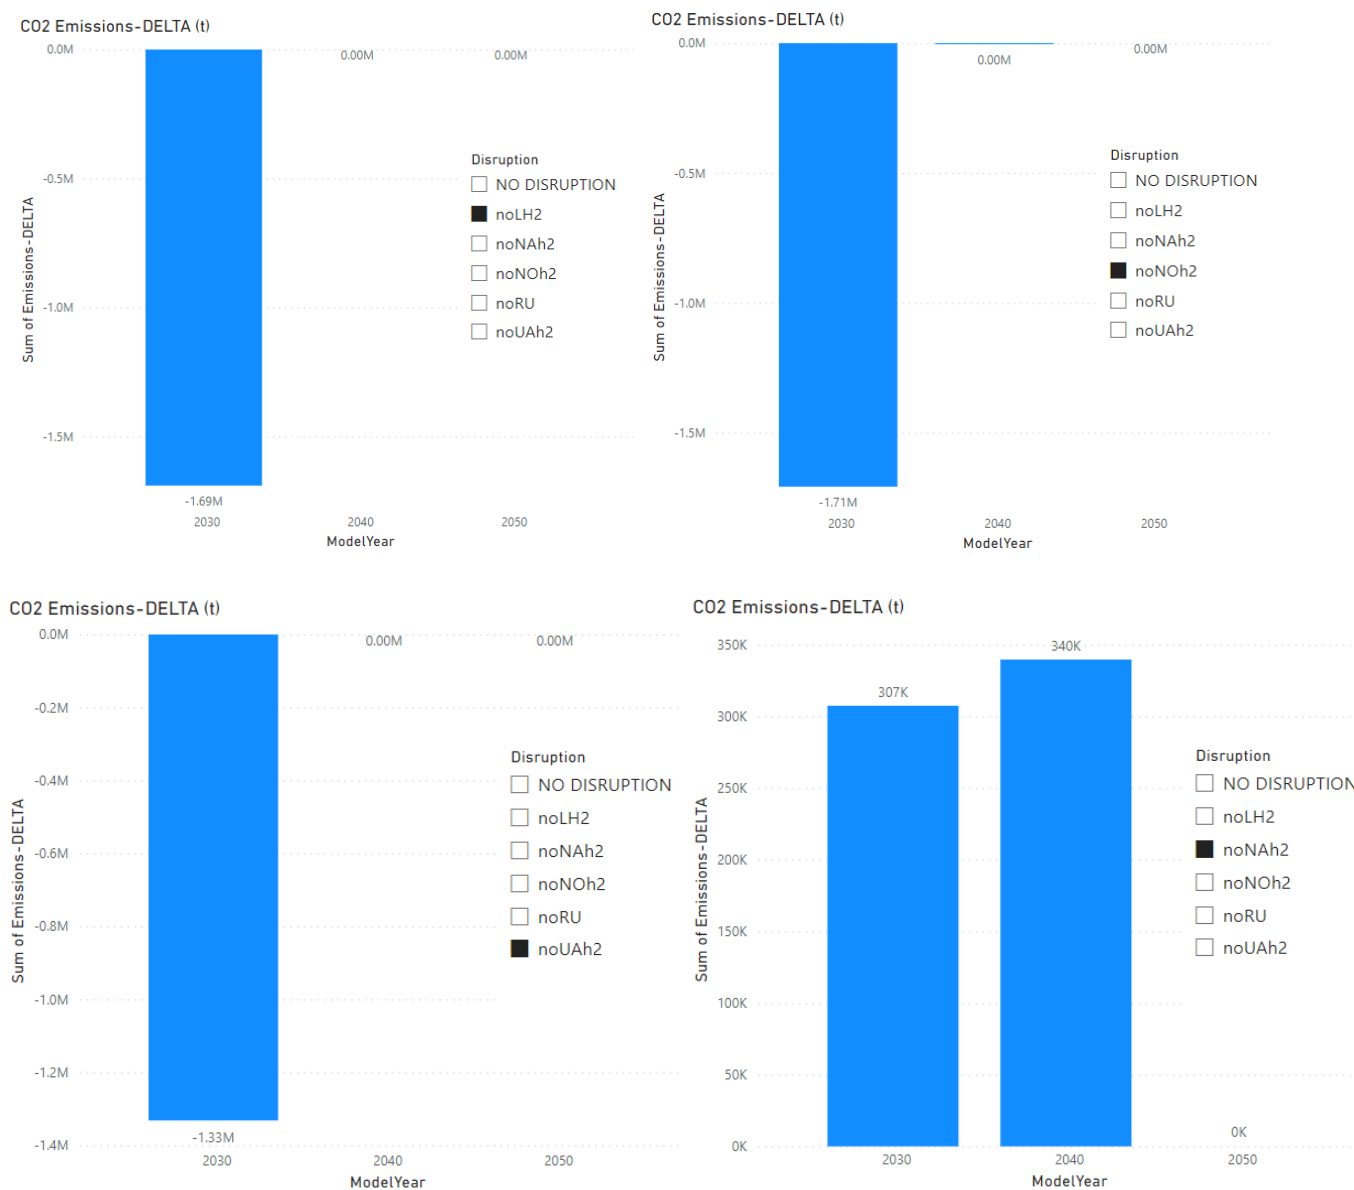 CO2 Emissions-DELTA (t)
0.0M
-0.5M
-1.0M
-1.5M
Sum of Emissions-DELTA
0.00M
0.00M
-1.69M
2030
2040
2050
ModelYear
Disruption
NO DISRUPTION
noLH2
noNAh2
noNOh2
noRU
noUAh2
CO2 Emissions-DELTA (t)
0.0M
-0.5M
-1.0M
-1.5M
Sum of Emissions-DELTA
0.00M
0.00M
-1.71M
2030
2040
2050
ModelYear
Disruption
NO DISRUPTION
noLH2
noNAh2
noNOh2
noRU
noUAh2
CO2 Emissions-DELTA (t)
0.0M
-0.2M
-0.4M
-0.6M
-0.8M
-1.0M
-1.2M
-1.4M
Sum of Emissions-DELTA
0.00M
0.00M
-1.33M
2030
2040
2050
ModelYear
Disruption
NO DISRUPTION
noLH2
noNAh2
noNOh2
noRU
noUAh2
CO2 Emissions-DELTA (t)
350K
300K
250K
200K
150K
100K
50K
0K
Sum of Emissions-DELTA
307K
340K
0K
2030
2040
2050
ModelYear
Disruption
NO DISRUPTION
noLH2
noNAh2
noNOh2
noRU
noUAh2